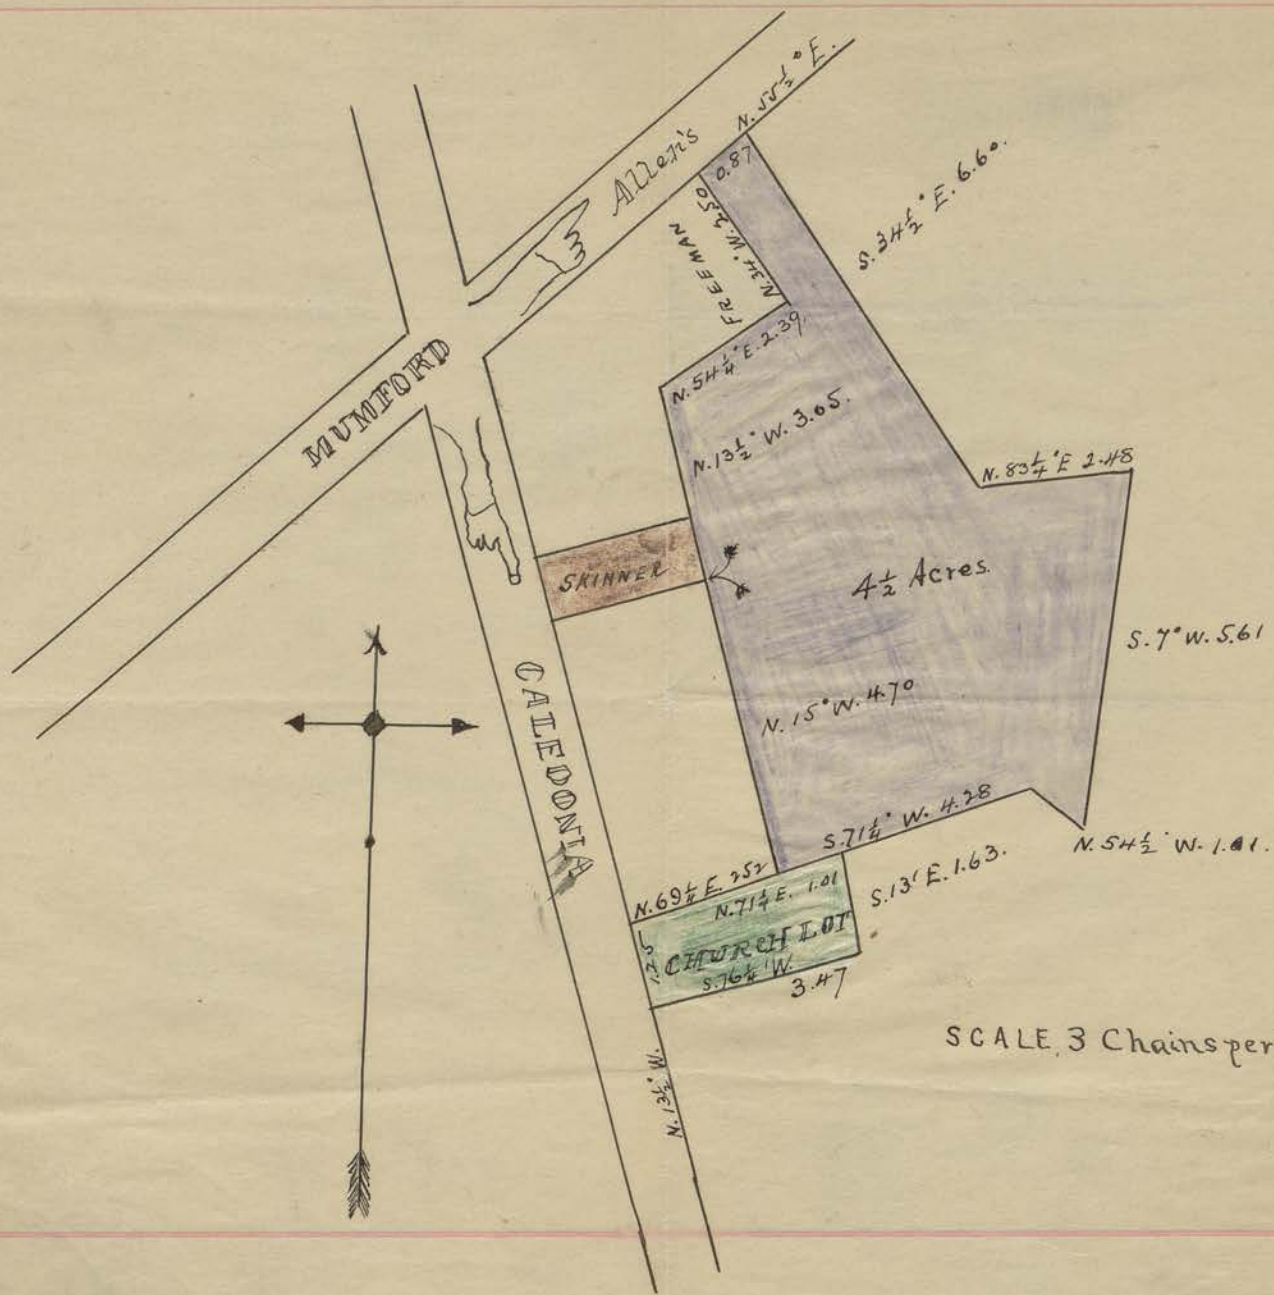 N. 55½° E.
Allen's
0.87
S. 34½° E. 6.60.
FREEMAN
N. 34° W. 2.50
MUMFORD
N. 54¼° E. 2.39.
N. 13½° W. 3.05.
N. 83¼° E 2.48
SKINNER
4½ Acres.
S. 7° W. 5.61
CALEDONIA
N. 15° W. 4.70
S. 71¼° W. 4.28
N. 54½° W. 1.01.
N. 69¼ E. 252
N. 71¼ E. 1.01
S. 13' E. 1.63.
1.25
CHURCH LOT
S. 76¼' W.
3.47
SCALE, 3 Chains per
N. 13½° W.